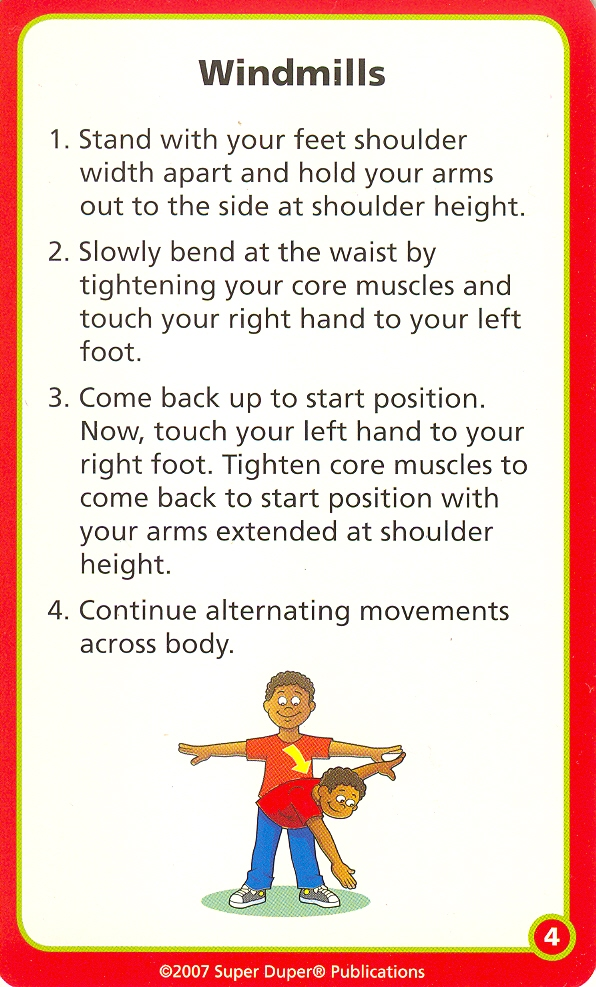 Windmills
1. Stand with your feet shoulder
width apart and hold your arms
out to the side at shoulder height.
2. Slowly bend at the waist by
tightening your core muscles and
touch your right hand to your left
foot.
3. Come back up to start position.
Now, touch your left hand to your
right foot. Tighten core muscles to
come back to start position with
your arms extended at shoulder
height.
4. Continue alternating movements
across body.
4
©2007 Super Duper® Publications